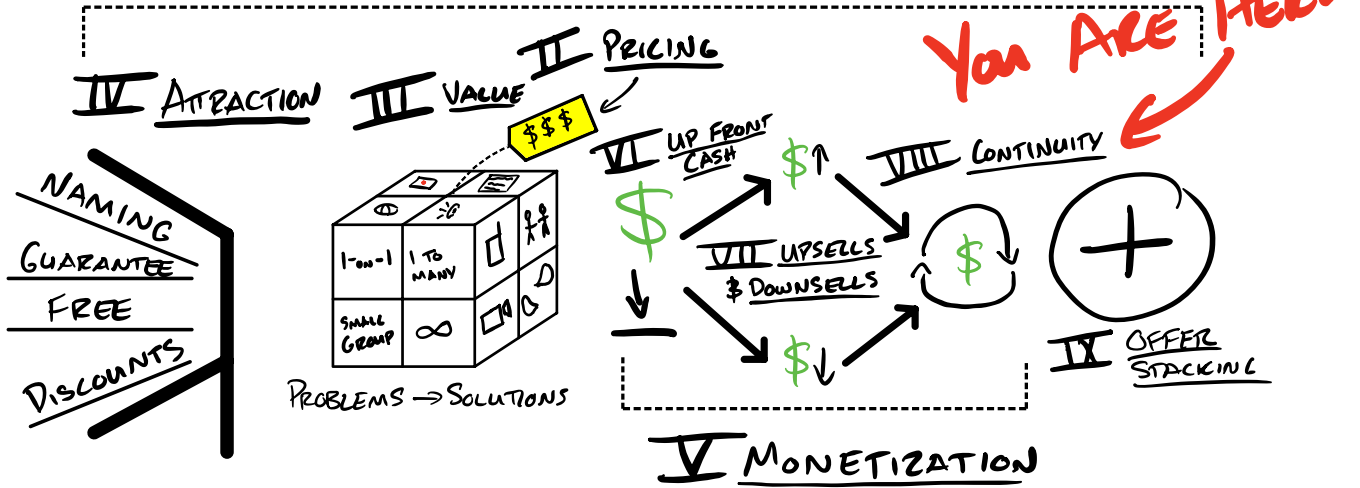 YOU ARE HERE
II PRICING
IV ATTRACTION
III VALUE
$$$
VI UP FRONT
CASH
$
VIII CONTINUITY
NAMING
GUARANTEE
FREE
DISCOUNTS
1-ON-1
1 TO
MANY
SMALL
GROUP
∞
PROBLEMS → SOLUTIONS
$
VII UPSELLS
$ DOWNSELLS
$
$
+
IX OFFER
STACKING
V MONETIZATION